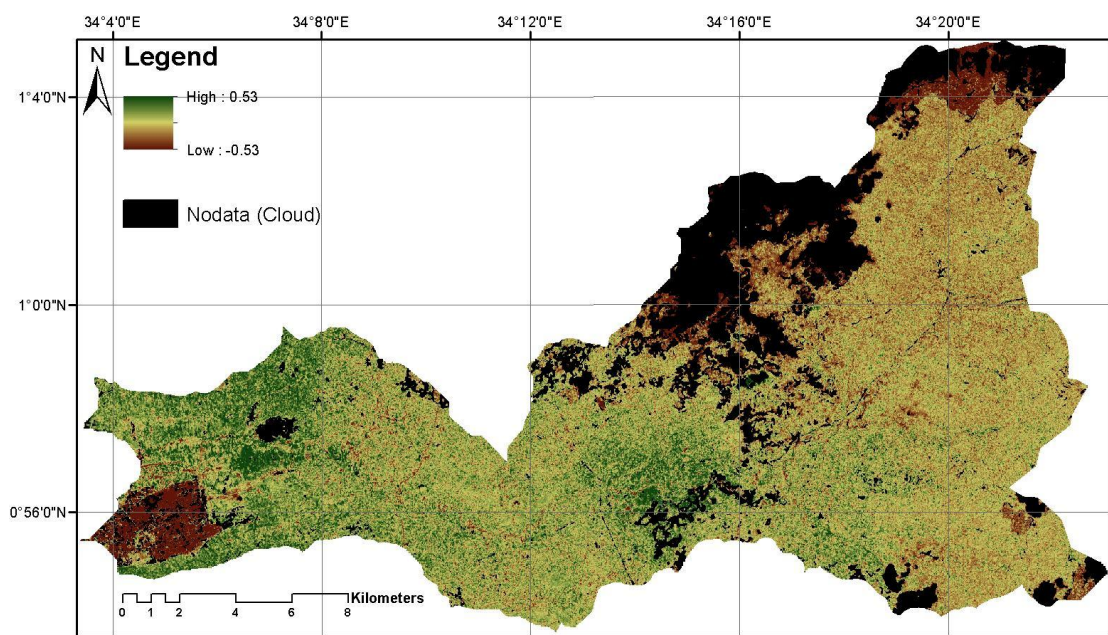 34°4'0"E 34°8'0"E 34°12'0"E 34°16'0"E 34°20'0"E
N
Legend
1°4'0"N
High : 0.53
Low : -0.53
Nodata (Cloud)
1°0'0"N
0°56'0"N
Kilometers
0 1 2 4 6 8